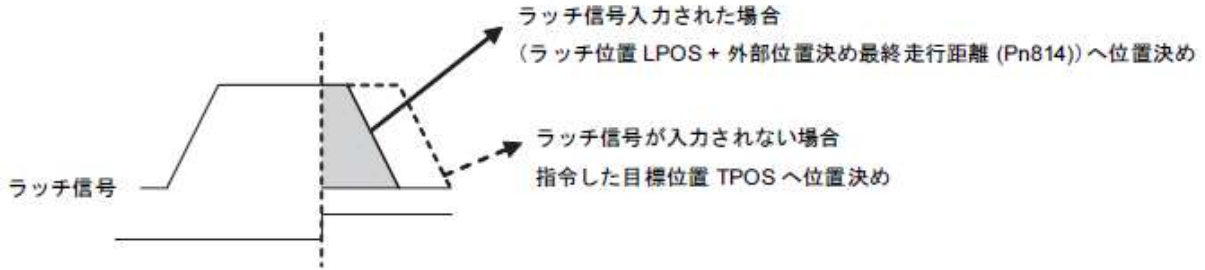 ラッチ信号入力された場合
（ラッチ位置 LPOS + 外部位置決め最終走行距離 (Pn814)）へ位置決め
ラッチ信号が入力されない場合
指令した目標位置 TPOS へ位置決め
ラッチ信号